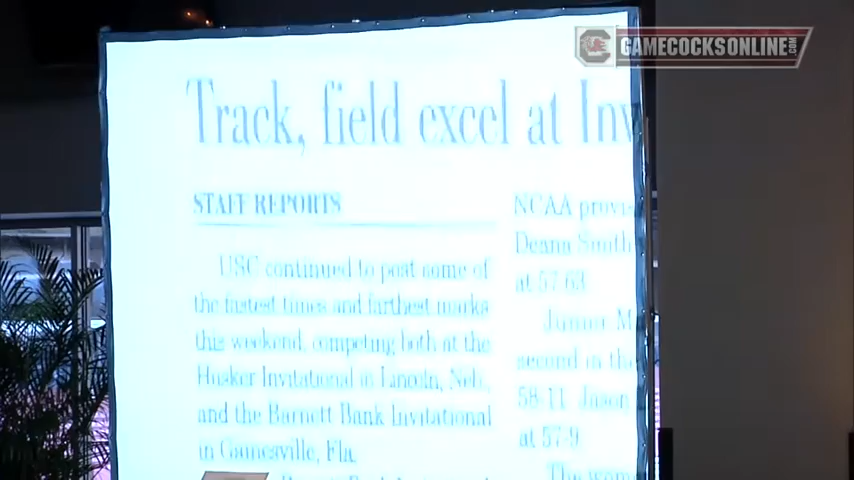 GAMECOCKSONLINE.com
Track, field excel at Inv
STAFF REPORTS
USC continued to post some of
the fastest times and farthest marks
this weekend, competing both at the
Husker Invitational in Lincoln, Neb.,
and the Barnett Bank Invitational
in Gainesville, Fla.
NCAA provis
Deana Smith
at 57.63
Junior M
second in the
58-11 Jason
at 57-9
The wom